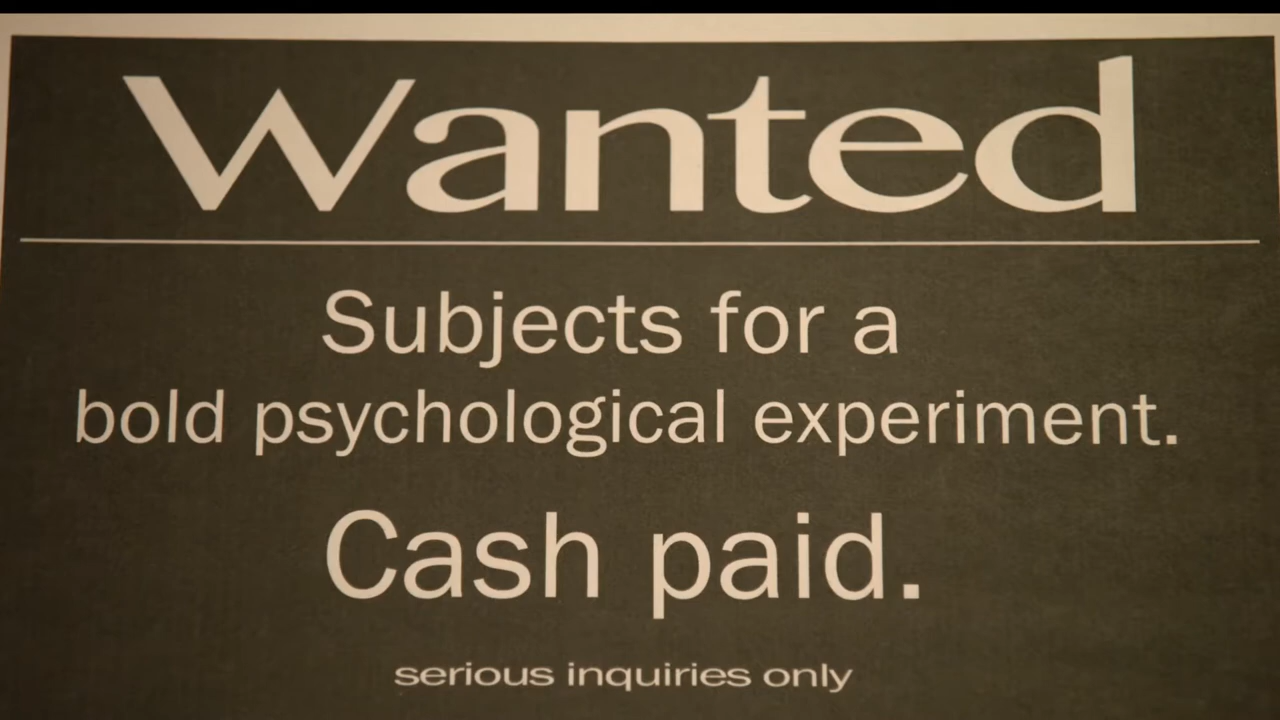 Wanted
Subjects for a
bold psychological experiment.
Cash paid.
serious inquiries only